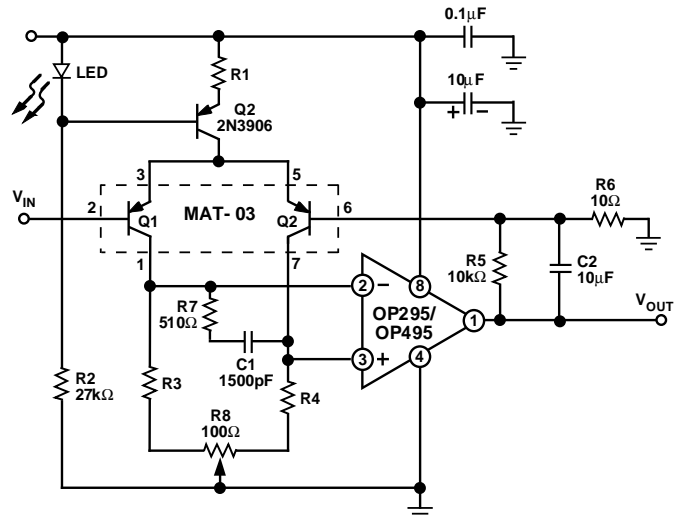 0.1μF
LED
R1
10μF
+ −
Q2
2N3906
3
5
R6
10Ω
V_IN
2
Q1
MAT- 03
Q2
6
1
7
R5
10kΩ
C2
10μF
R7
510Ω
2 −
8
OP295/
OP495
1
V_OUT
C1
1500pF
3 +
4
R2
27kΩ
R3
R4
R8
100Ω